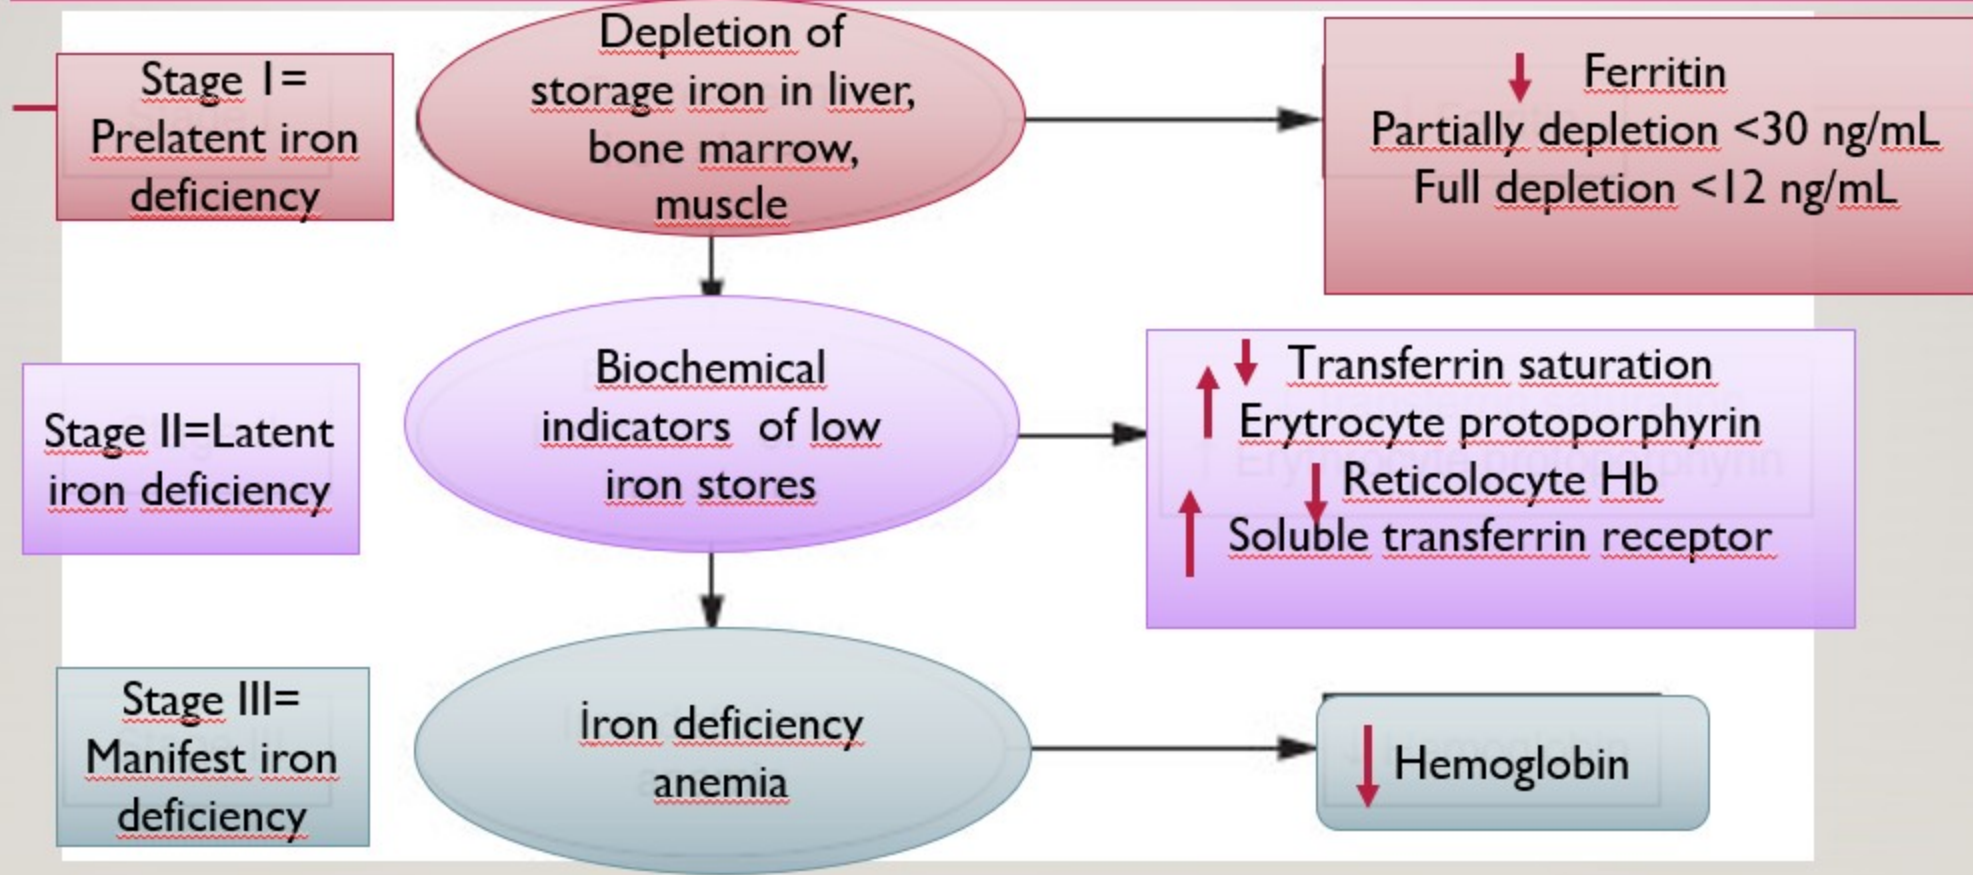 Stage I=
Prelatent iron
deficiency
Depletion of
storage iron in liver,
bone marrow,
muscle
Ferritin
Partially depletion <30 ng/mL
Full depletion <12 ng/mL
Stage II=Latent
iron deficiency
Biochemical
indicators of low
iron stores
Transferrin saturation
Erytrocyte protoporphyrin
Reticolocyte Hb
Soluble transferrin receptor
Stage III=
Manifest iron
deficiency
İron deficiency
anemia
Hemoglobin